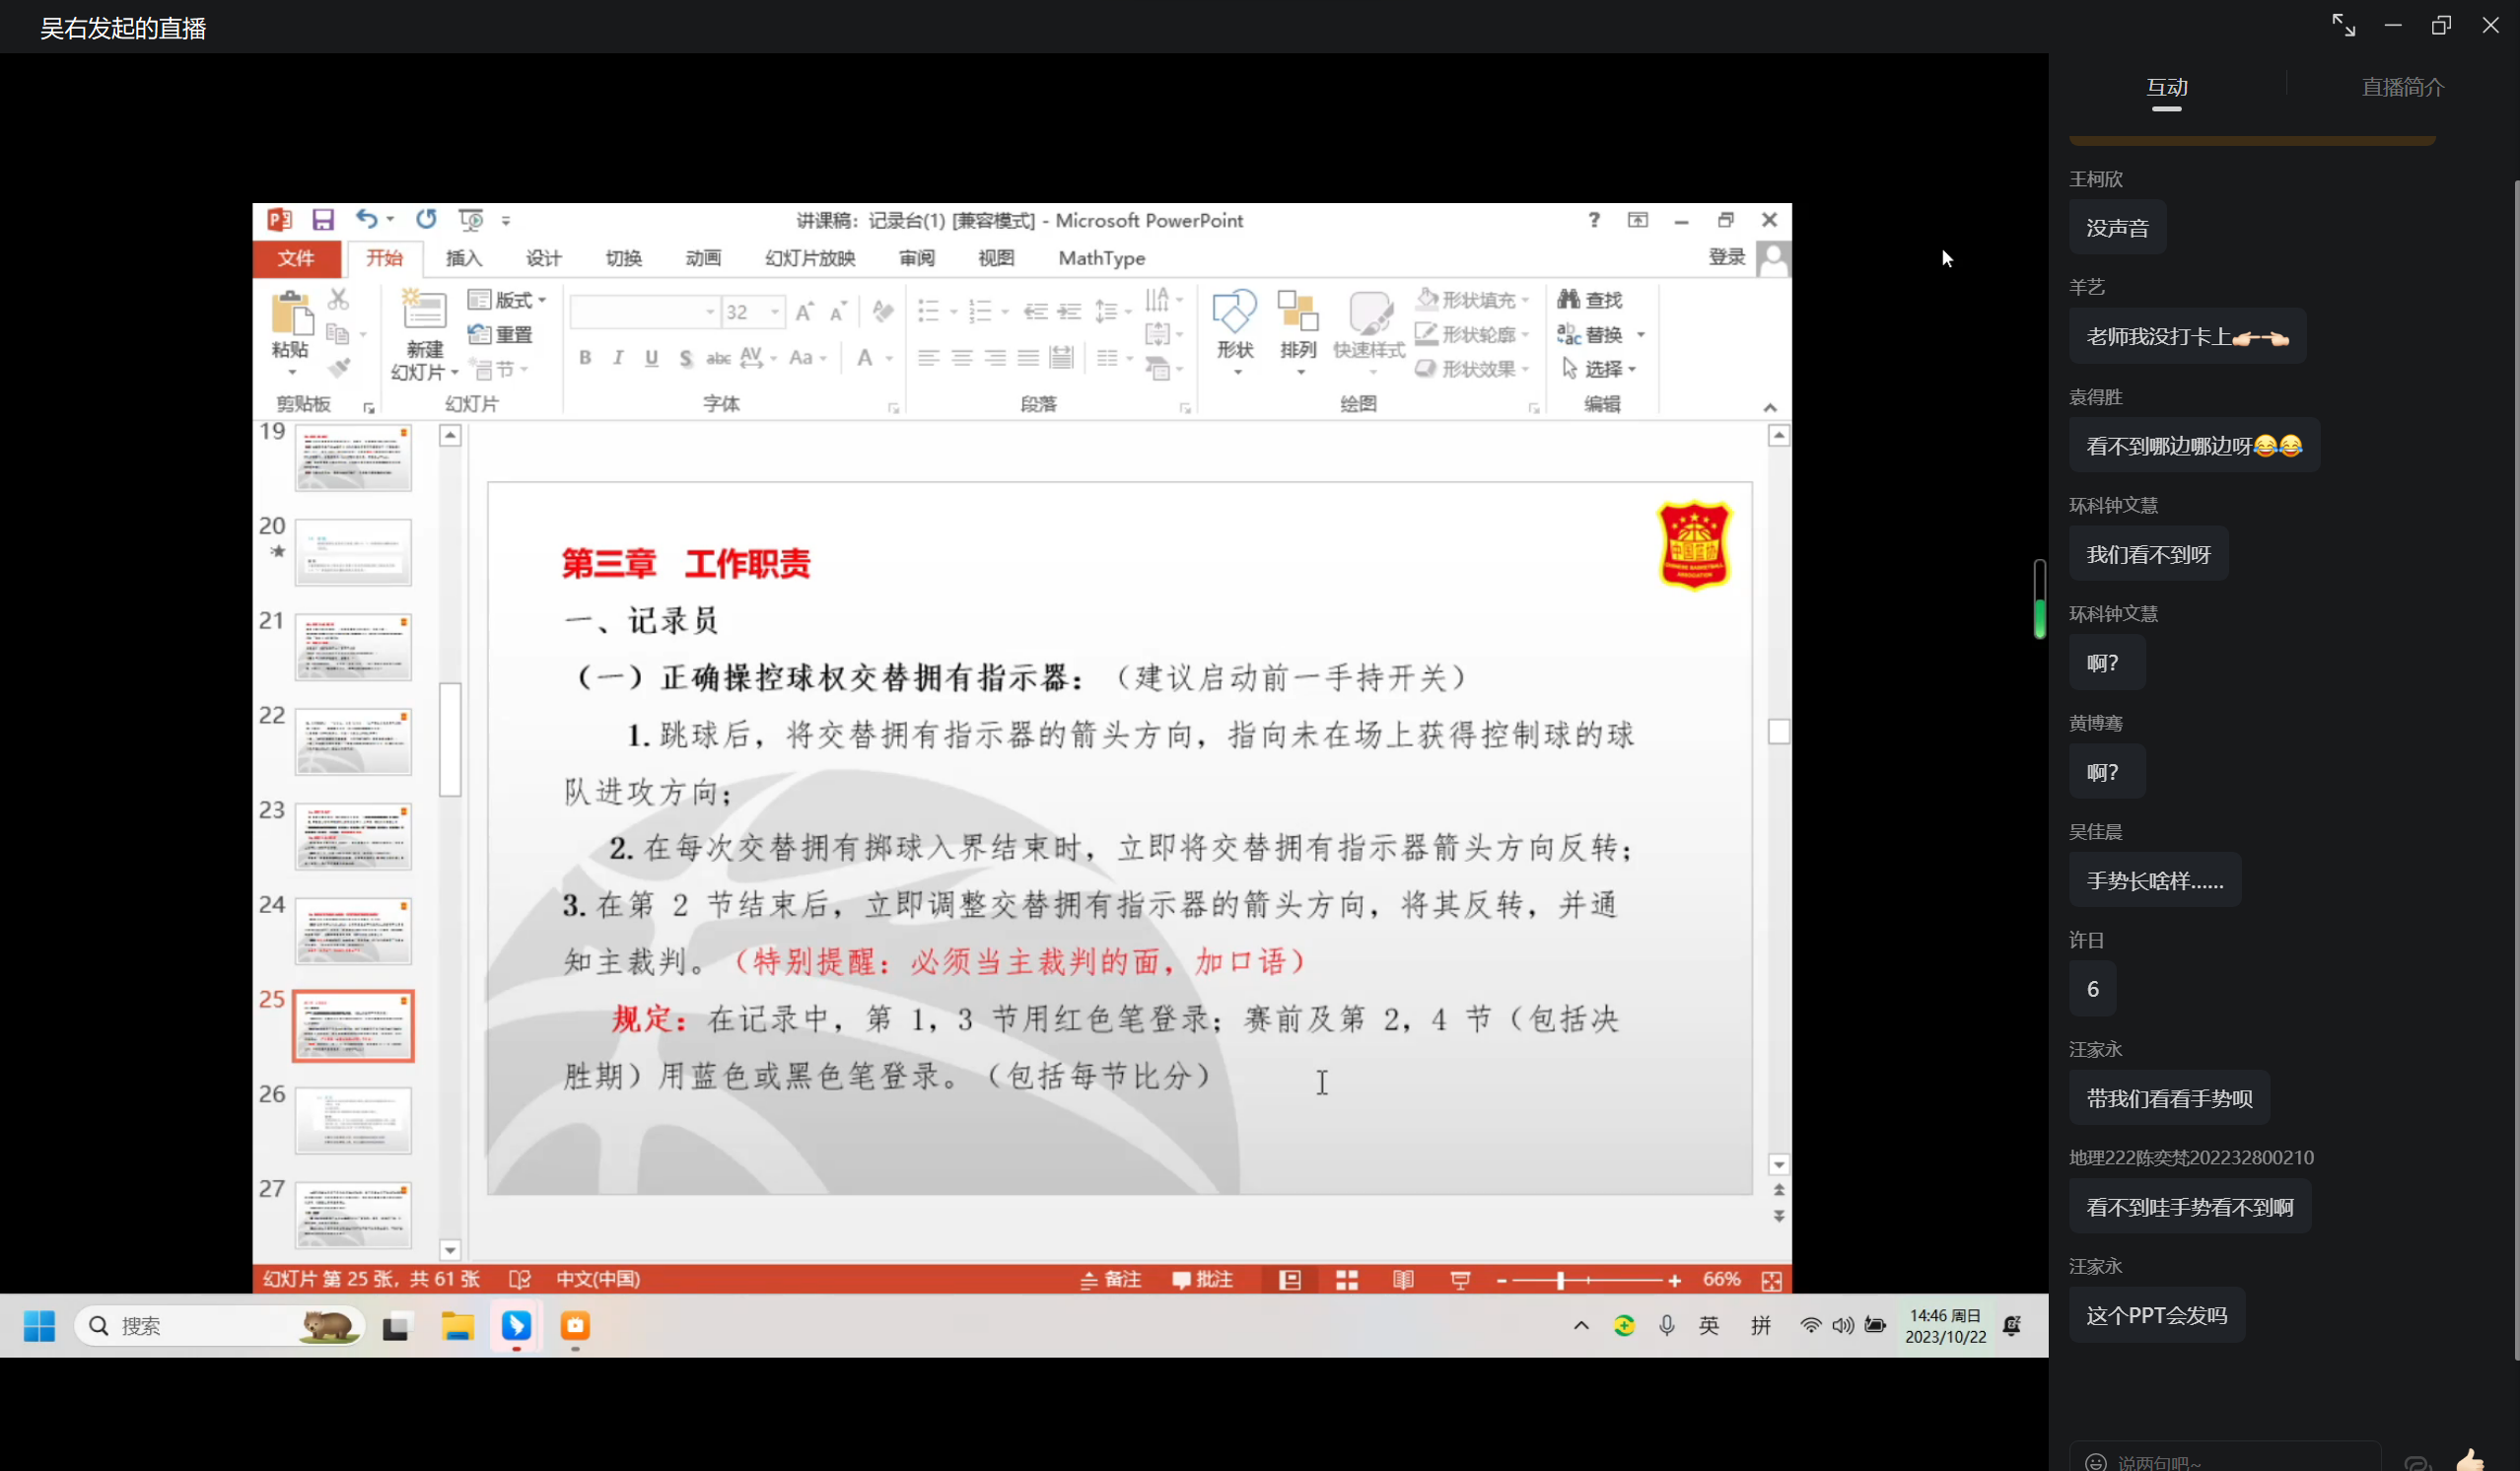 吴右发起的直播
讲课稿：记录台(1) [兼容模式] - Microsoft PowerPoint
文件 开始 插入 设计 切换 动画 幻灯片放映 审阅 视图 MathType 登录
粘贴
剪贴板
新建
幻灯片
版式
重置
节
幻灯片
32
B I U S abc AV Aa A
字体
段落
形状
排列
快速样式
形状填充
形状轮廓
形状效果
绘图
查找
替换
选择
编辑
19
20
21
22
23
24
25
26
27
中国篮协
CHINESE BASKETBALL
ASSOCIATION
第三章 工作职责
一、记录员
（一）正确操控球权交替拥有指示器：（建议启动前一手持开关）
1.跳球后，将交替拥有指示器的箭头方向，指向未在场上获得控制球的球
队进攻方向；
2.在每次交替拥有掷球入界结束时，立即将交替拥有指示器箭头方向反转；
3.在第 2 节结束后，立即调整交替拥有指示器的箭头方向，将其反转，并通
知主裁判。（特别提醒：必须当主裁判的面，加口语）
规定：在记录中，第 1，3 节用红色笔登录；赛前及第 2，4 节（包括决
胜期）用蓝色或黑色笔登录。（包括每节比分）
幻灯片 第 25 张，共 61 张 中文(中国) 备注 批注 66%
搜索
英 拼
14:46 周日
2023/10/22
互动 直播简介
王柯欣
没声音
羊艺
老师我没打卡上
袁得胜
看不到哪边哪边呀
环科钟文慧
我们看不到呀
环科钟文慧
啊?
黄博骞
啊?
吴佳晨
手势长啥样......
许日
6
汪家永
带我们看看手势呗
地理222陈奕梵202232800210
看不到哇手势看不到啊
汪家永
这个PPT会发吗
说两句吧~